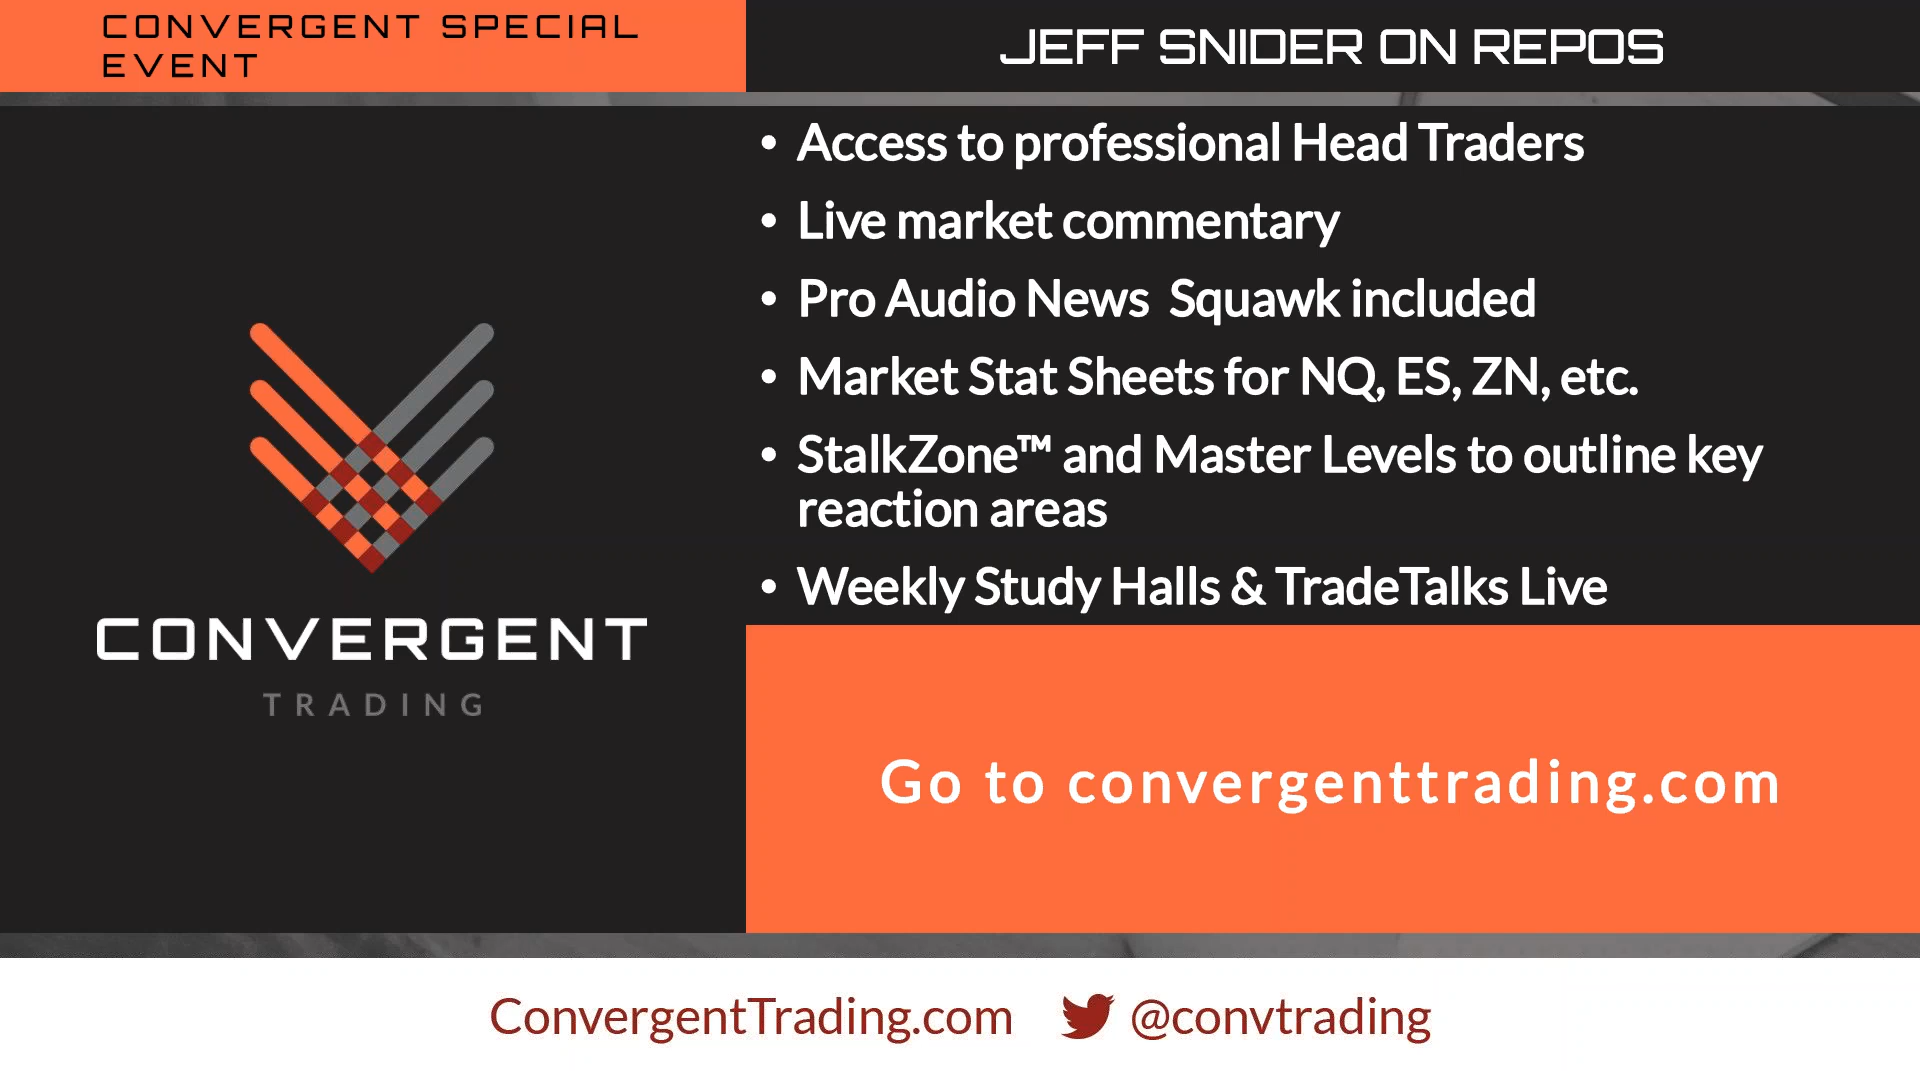 CONVERGENT SPECIAL
EVENT
JEFF SNIDER ON REPOS
• Access to professional Head Traders
• Live market commentary
• Pro Audio News  Squawk included
• Market Stat Sheets for NQ, ES, ZN, etc.
• StalkZone™ and Master Levels to outline key
reaction areas
• Weekly Study Halls & TradeTalks Live
CONVERGENT
TRADING
Go to convergenttrading.com
ConvergentTrading.com @convtrading